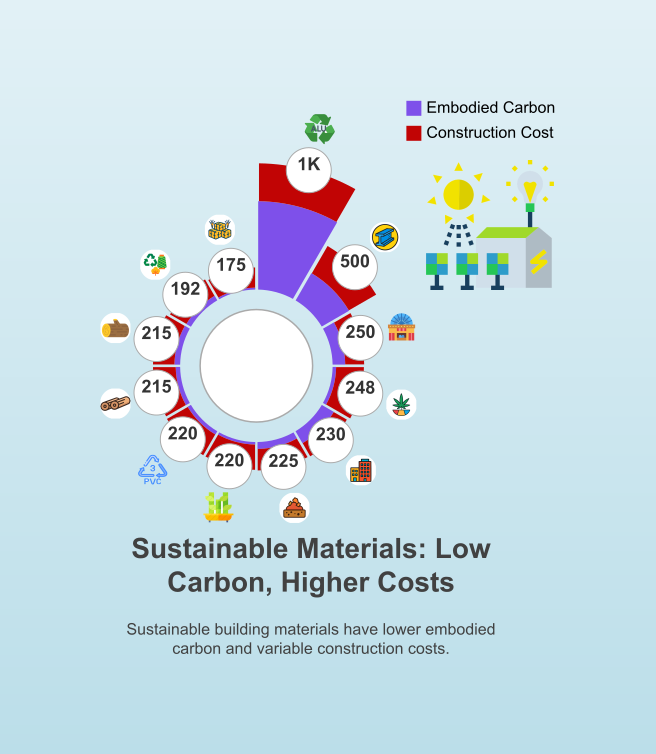 Embodied Carbon
Construction Cost
1K
500
250
248
230
225
220
220
215
215
192
175
3
PVC
Sustainable Materials: Low
Carbon, Higher Costs
Sustainable building materials have lower embodied
carbon and variable construction costs.